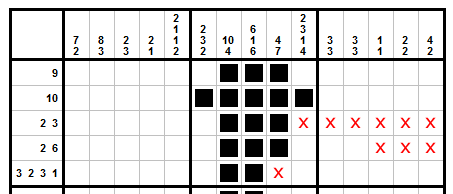 2 2
1 2 6 3
7 8 2 2 1 3 10 1 4 1 3 3 1 2 4
2 3 3 1 2 2 4 6 7 4 3 3 1 2 2
9
10
2 3 X X X X X X
2 6 X X X
3 2 3 1 X